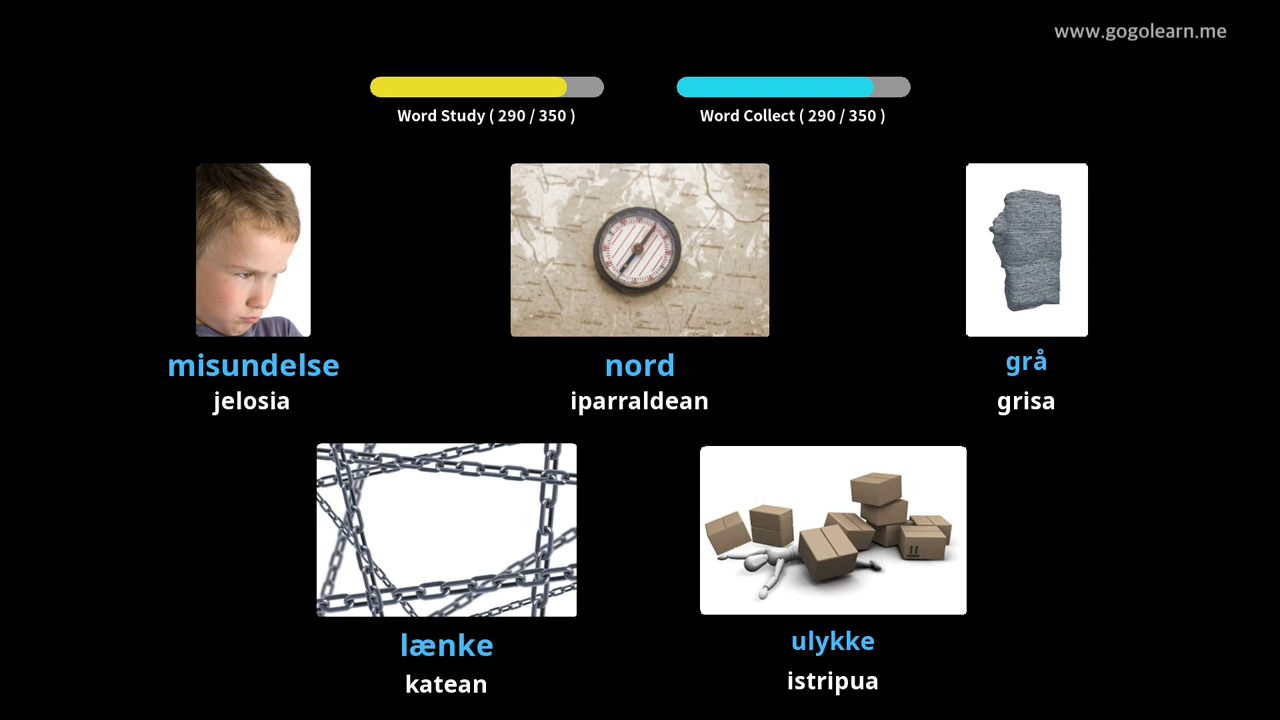 www.gogolearn.me
Word Study ( 290 / 350 )
Word Collect ( 290 / 350 )
misundelse
nord
grå
jelosia
iparraldean
grisa
lænke
ulykke
katean
istripua